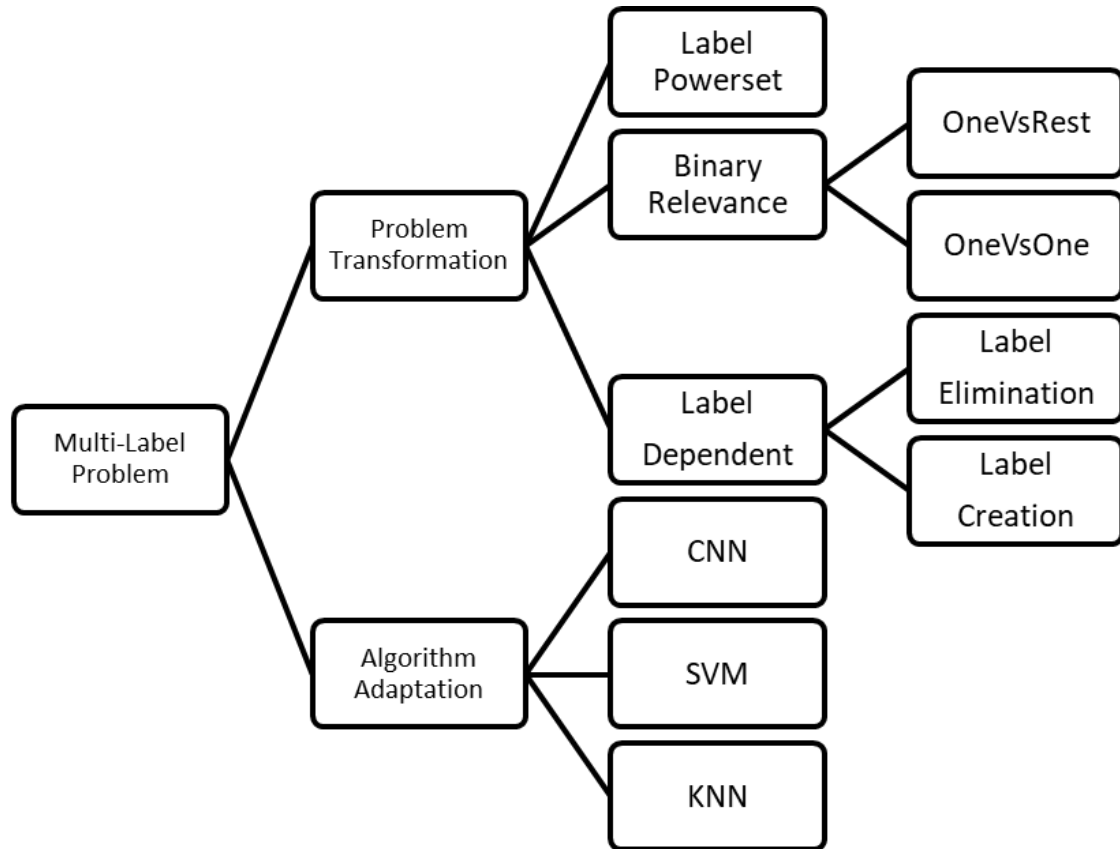 Multi-Label
Problem
Problem
Transformation
Label
Powerset
Binary
Relevance
OneVsRest
OneVsOne
Label
Dependent
Label
Elimination
Label
Creation
Algorithm
Adaptation
CNN
SVM
KNN